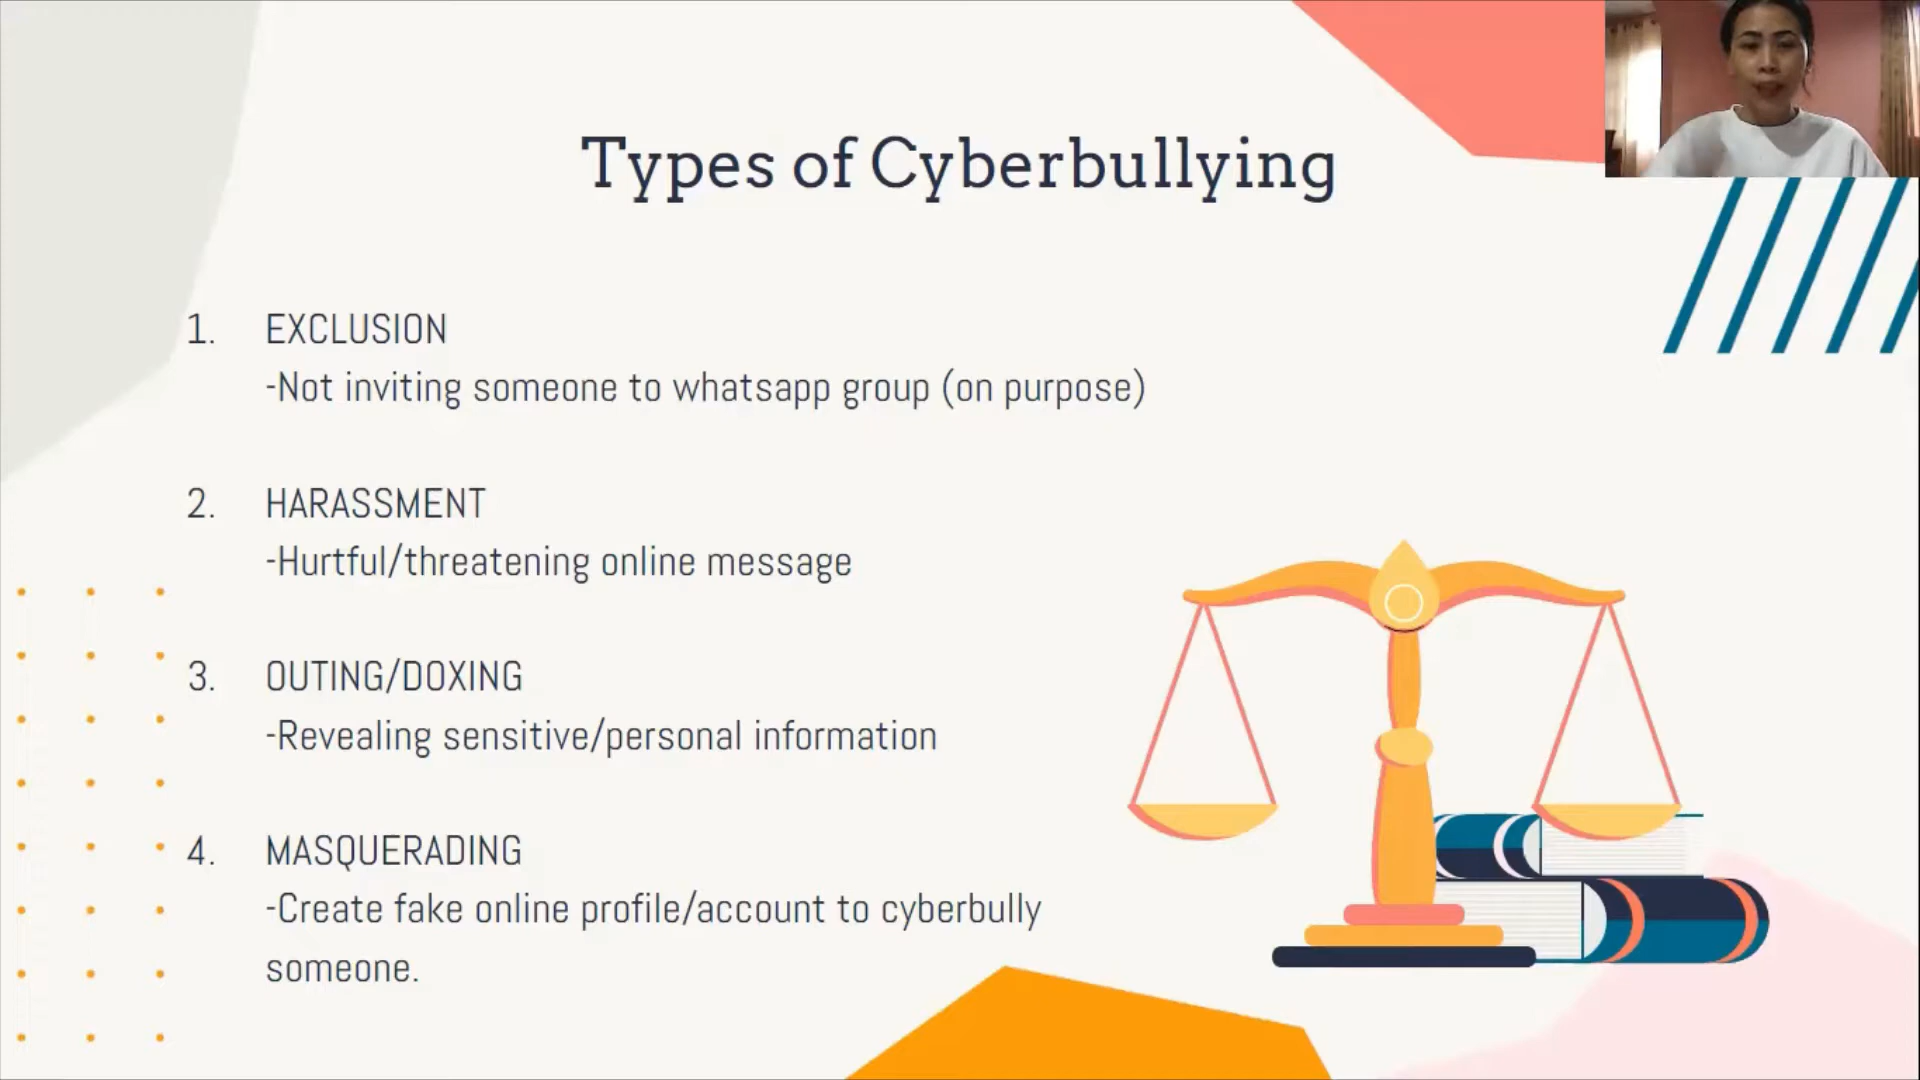 Types of Cyberbullying
1. EXCLUSION
-Not inviting someone to whatsapp group (on purpose)
2. HARASSMENT
-Hurtful/threatening online message
3. OUTING/DOXING
-Revealing sensitive/personal information
4. MASQUERADING
-Create fake online profile/account to cyberbully
someone.